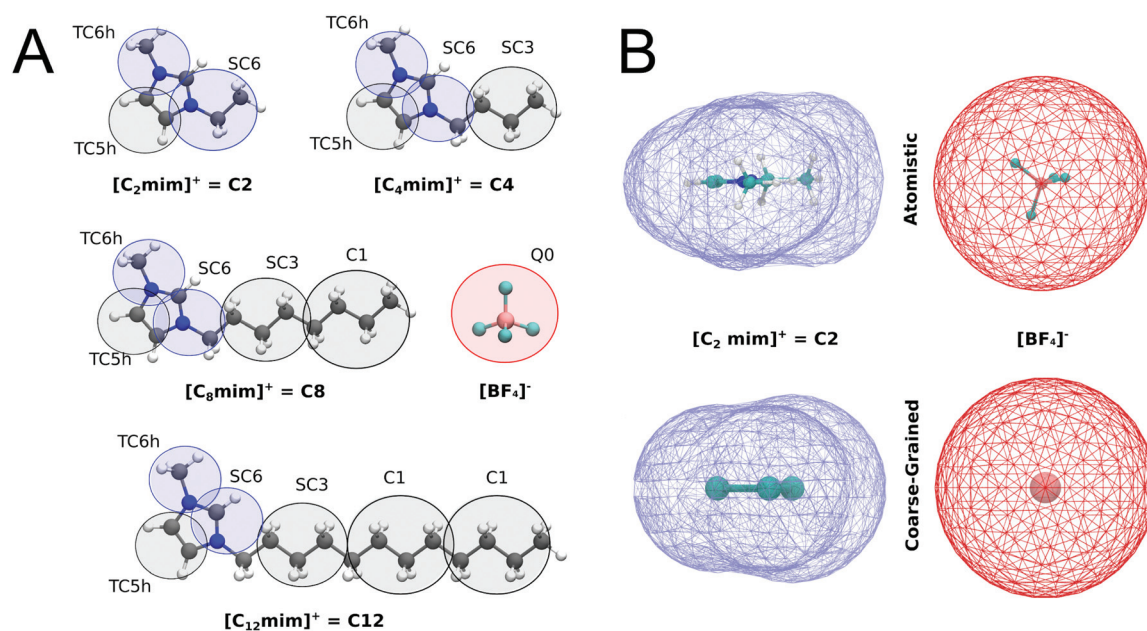 A
TC6h
SC6
TC5h
[C₂mim]⁺ = C2
TC6h
SC6
SC3
TC5h
[C₄mim]⁺ = C4
TC6h
SC6
SC3
C1
TC5h
[C₈mim]⁺ = C8
Q0
[BF₄]⁻
TC6h
SC6
SC3
C1
C1
TC5h
[C₁₂mim]⁺ = C12
B
Atomistic
[C₂ mim]⁺ = C2
[BF₄]⁻
Coarse-Grained